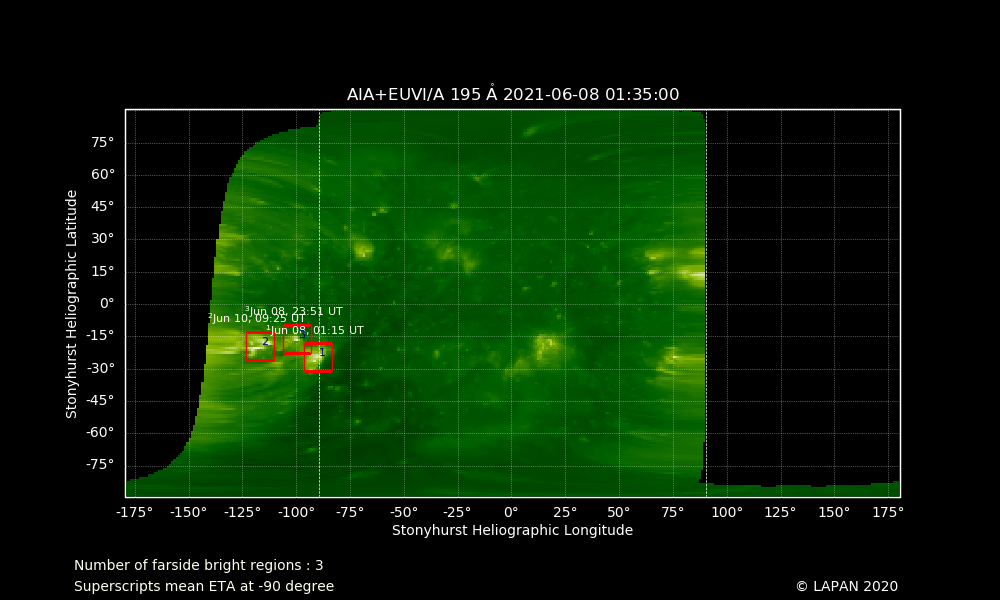 AIA+EUVI/A 195 Å 2021-06-08 01:35:00
Stonyhurst Heliographic Latitude
75°
60°
45°
30°
15°
0°
-15°
-30°
-45°
-60°
-75°
³Jun 08, 23:51 UT
²Jun 10, 09:25 UT
¹Jun 08, 01:15 UT
2
1
-175° -150° -125° -100° -75° -50° -25° 0° 25° 50° 75° 100° 125° 150° 175°
Stonyhurst Heliographic Longitude
Number of farside bright regions : 3
Superscripts mean ETA at -90 degree
© LAPAN 2020